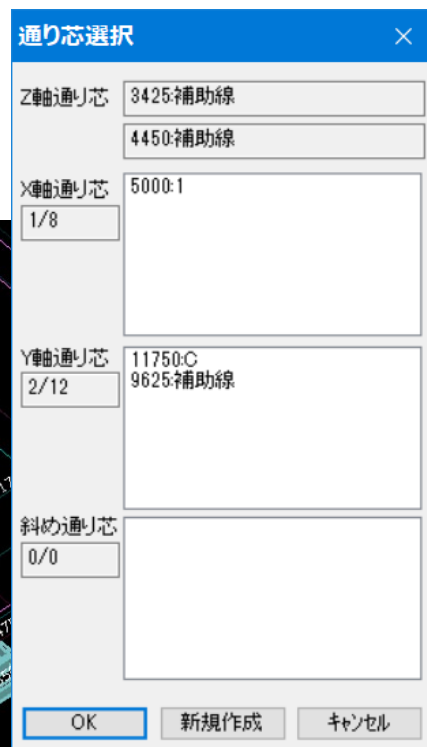 通り芯選択
Z軸通り芯 3425:補助線
4450:補助線
X軸通り芯 5000:1
1/8
Y軸通り芯 11750:C
2/12 9625:補助線
斜め通り芯
0/0
OK 新規作成 キャンセル